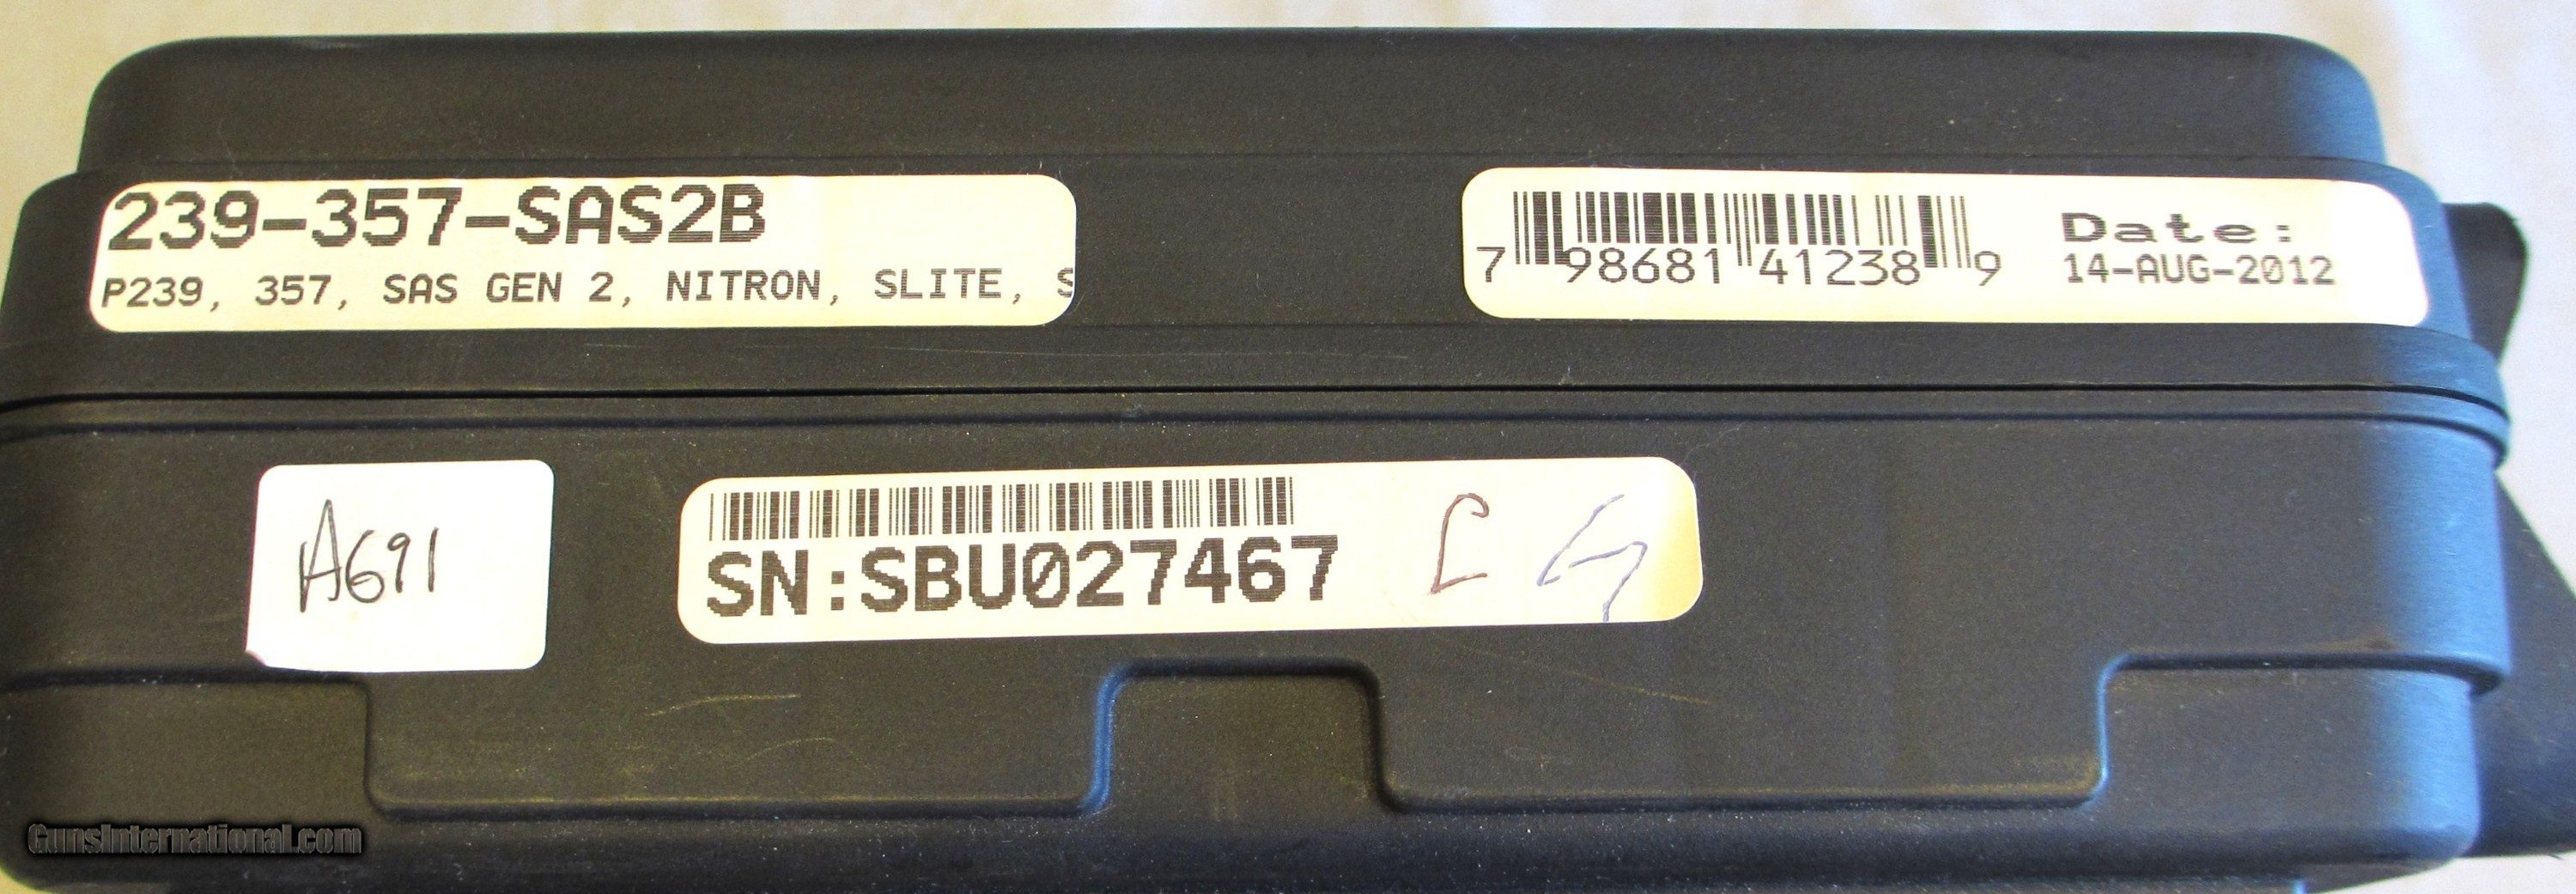 239-357-SAS2B
P239, 357, SAS GEN 2, NITRON, SLITE,
7 98681 41238 9
Date:
14-AUG-2012
A691
SN:SBU027467
GunsInternational.com